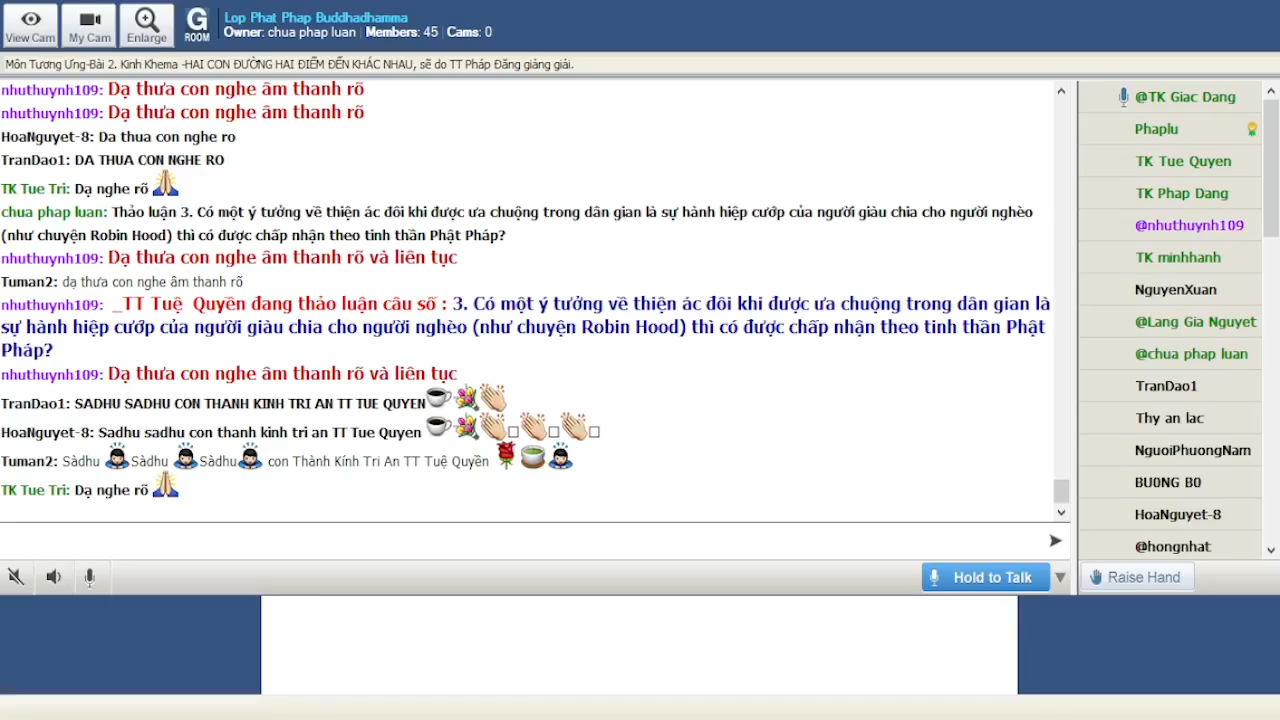 View Cam
My Cam
Enlarge
G
ROOM
Lop Phat Phap Buddhadhamma
Owner: chua phap luan | Members: 45 | Cams: 0
Môn Tương Ưng-Bài 2. Kinh Khema -HAI CON ĐƯỜNG HAI ĐIỂM ĐẾN KHÁC NHAU, sẽ do TT Pháp Đăng giảng giải.
nhuthuynh109: Dạ thưa con nghe âm thanh rõ
nhuthuynh109: Dạ thưa con nghe âm thanh rõ
HoaNguyet-8: Da thua con nghe ro
TranDao1: DA THUA CON NGHE RO
TK Tue Tri: Dạ nghe rõ 🙏
chua phap luan: Thảo luận 3. Có một ý tưởng về thiện ác đôi khi được ưa chuộng trong dân gian là sự hành hiệp cướp của người giàu chia cho người nghèo
(như chuyện Robin Hood) thì có được chấp nhận theo tinh thần Phật Pháp?
nhuthuynh109: Dạ thưa con nghe âm thanh rõ và liên tục
Tuman2: dạ thưa con nghe âm thanh rõ
nhuthuynh109: _TT Tuệ Quyền đang thảo luận câu số : 3. Có một ý tưởng về thiện ác đôi khi được ưa chuộng trong dân gian là
sự hành hiệp cướp của người giàu chia cho người nghèo (như chuyện Robin Hood) thì có được chấp nhận theo tinh thần Phật
Pháp?
nhuthuynh109: Dạ thưa con nghe âm thanh rõ và liên tục
TranDao1: SADHU SADHU CON THANH KINH TRI AN TT TUE QUYEN☕💐👏
HoaNguyet-8: Sadhu sadhu con thanh kinh tri an TT Tue Quyen ☕💐👏□👏□👏□
Tuman2: Sàdhu 🙇Sàdhu 🙇Sàdhu🙇 con Thành Kính Tri An TT Tuệ Quyền 🌹🍵🙇
TK Tue Tri: Dạ nghe rõ 🙏
Hold to Talk
@TK Giac Dang
Phaplu
TK Tue Quyen
TK Phap Dang
@nhuthuynh109
TK minhhanh
NguyenXuan
@Lang Gia Nguyet
@chua phap luan
TranDao1
Thy an lac
NguoiPhuongNam
BU0NG B0
HoaNguyet-8
@hongnhat
Raise Hand